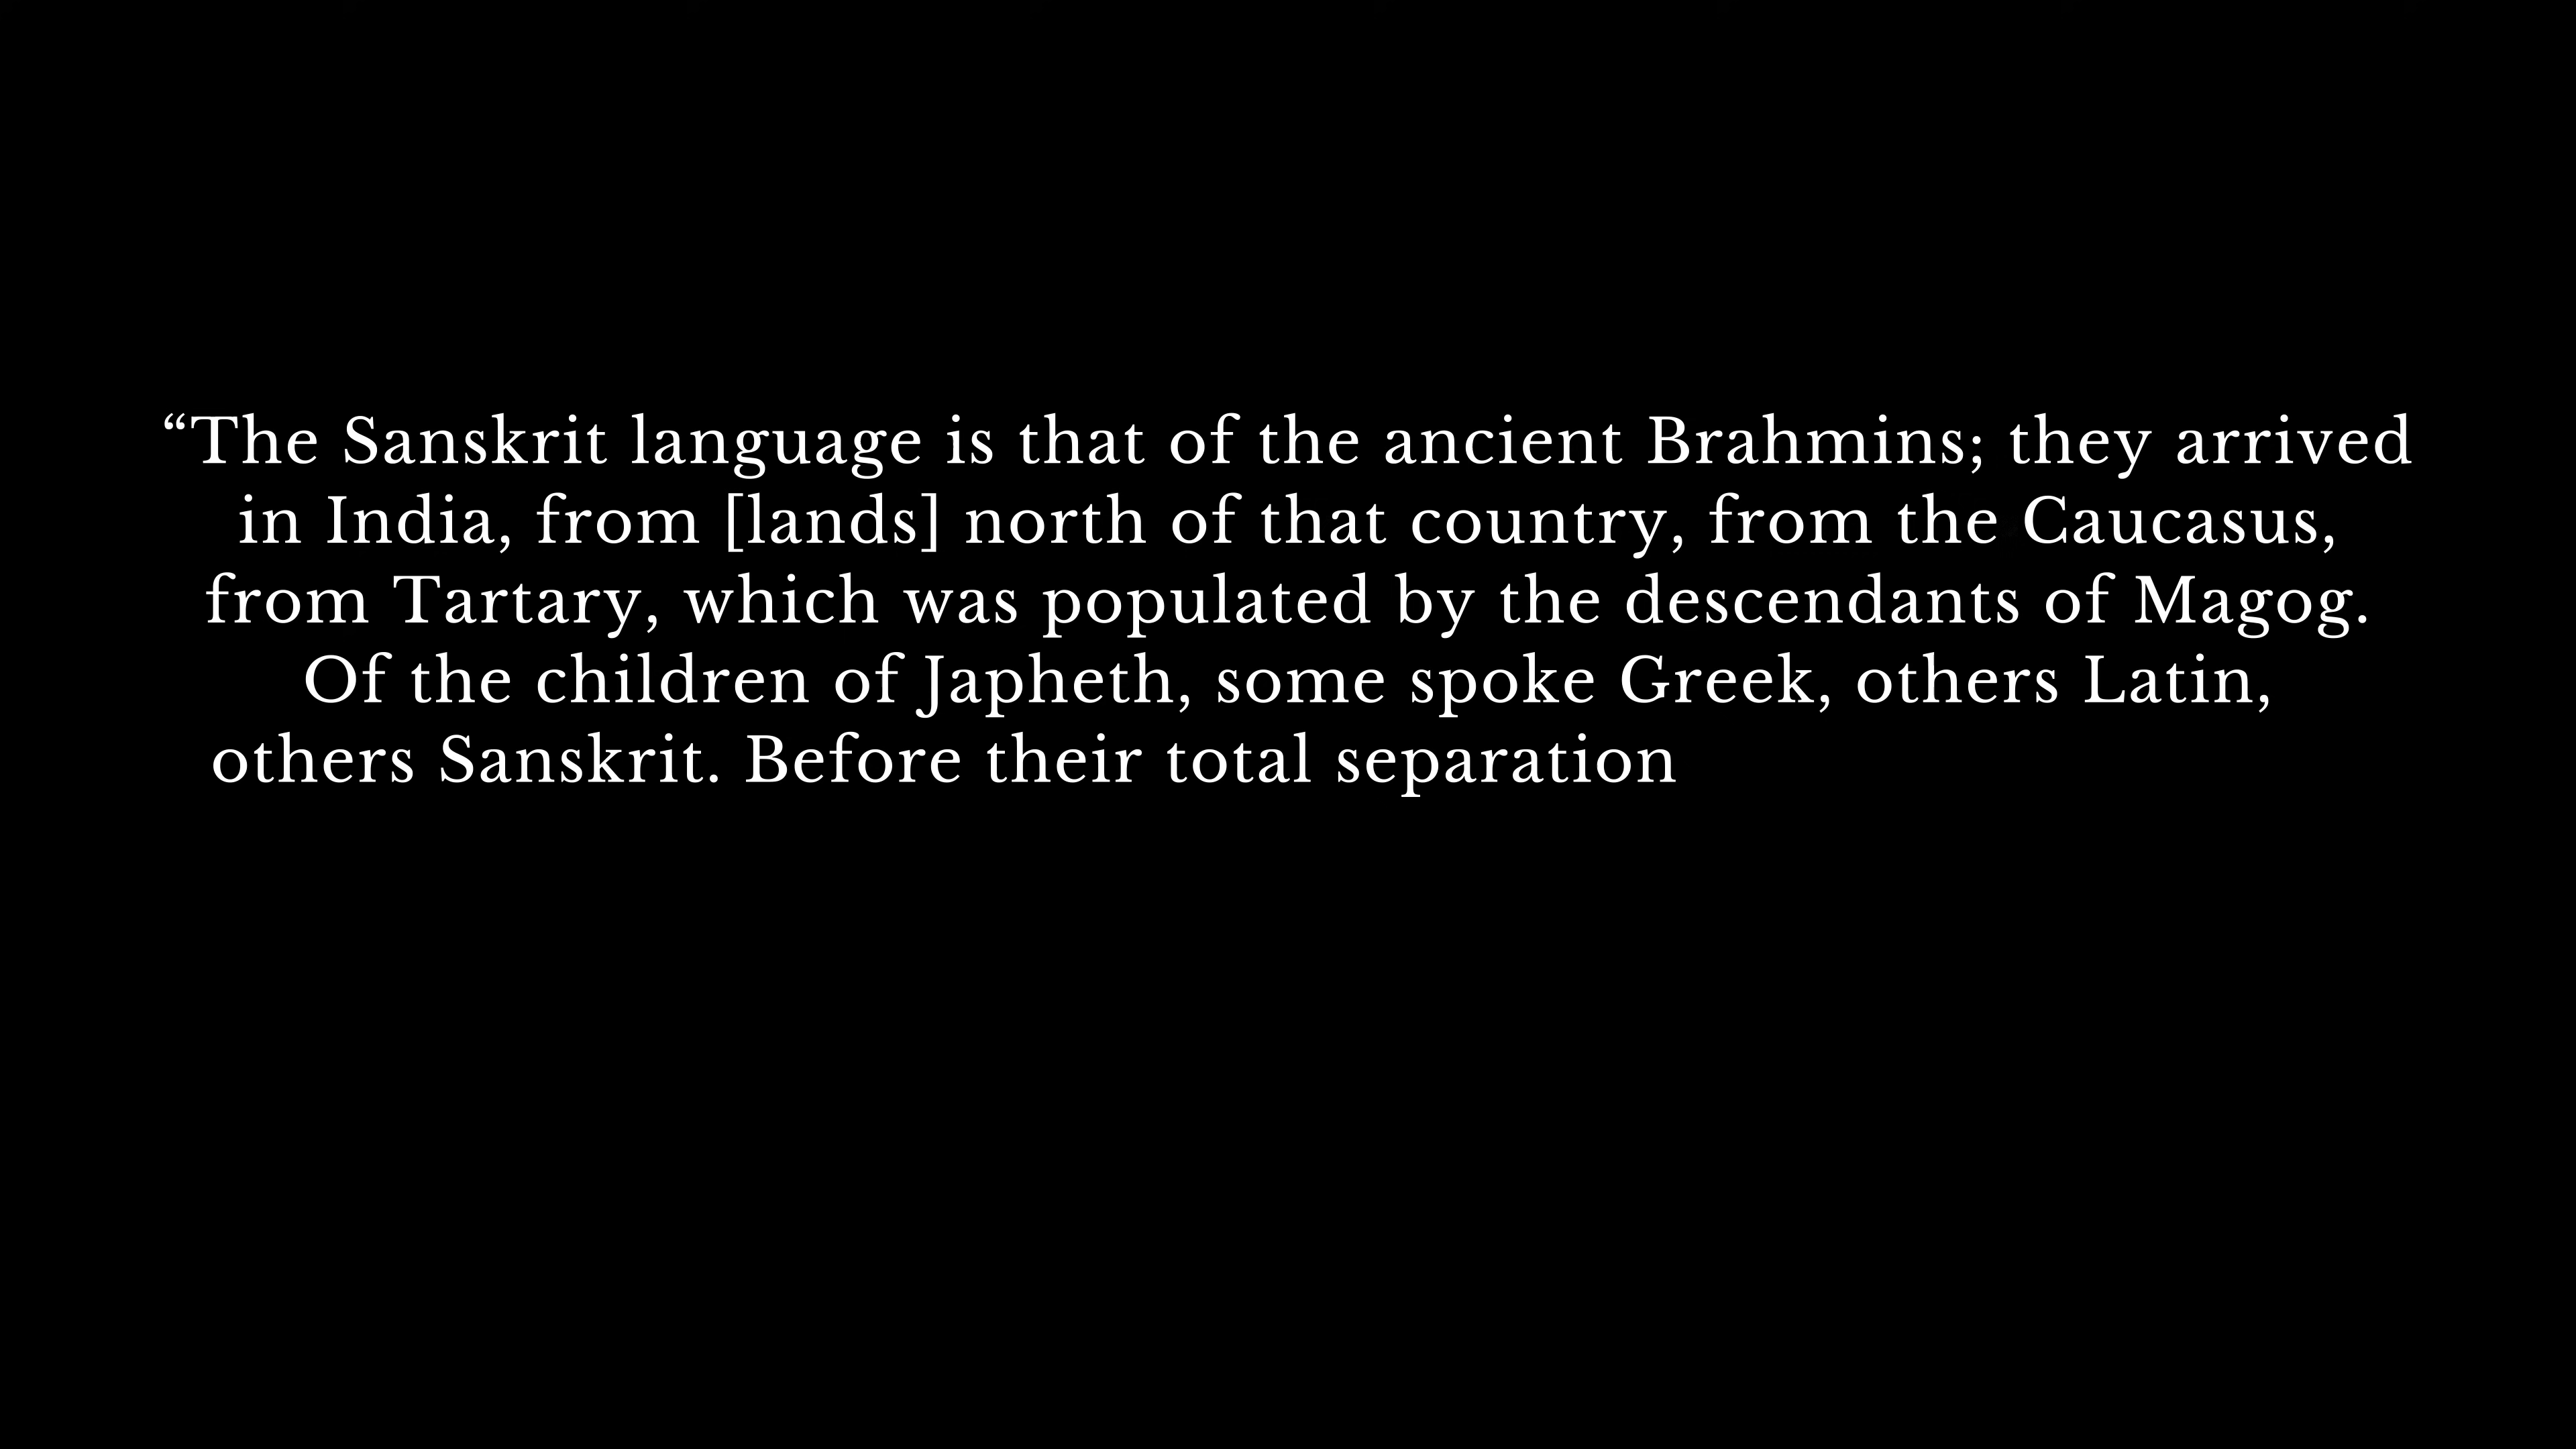 “The Sanskrit language is that of the ancient Brahmins; they arrived
in India, from [lands] north of that country, from the Caucasus,
from Tartary, which was populated by the descendants of Magog.
Of the children of Japheth, some spoke Greek, others Latin,
others Sanskrit. Before their total separation